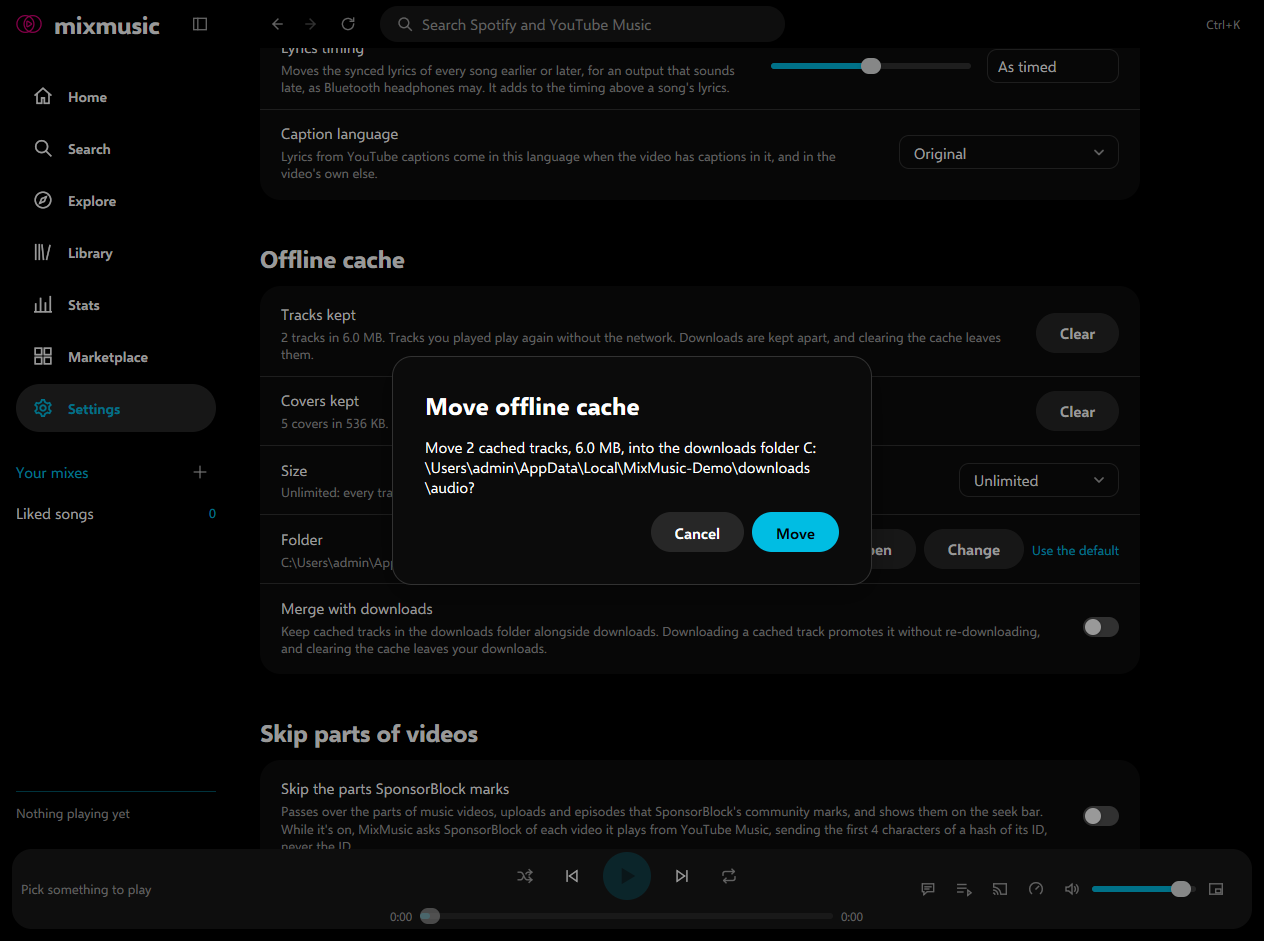 mixmusic
Search Spotify and YouTube Music
Ctrl+K
Home
Search
Explore
Library
Stats
Marketplace
Settings
Your mixes
Liked songs
0
Nothing playing yet
Lyrics timing
Moves the synced lyrics of every song earlier or later, for an output that sounds
late, as Bluetooth headphones may. It adds to the timing above a song's lyrics.
As timed
Caption language
Lyrics from YouTube captions come in this language when the video has captions in it, and in the
video's own else.
Original
Offline cache
Tracks kept
2 tracks in 6.0 MB. Tracks you played play again without the network. Downloads are kept apart, and clearing the cache leaves
them.
Clear
Covers kept
5 covers in 536 KB.
Clear
Size
Unlimited: every
Unlimited
Folder
Change
Use the default
Move offline cache
Move 2 cached tracks, 6.0 MB, into the downloads folder C:
\Users\admin\AppData\Local\MixMusic-Demo\downloads
\audio?
Cancel
Move
Merge with downloads
Keep cached tracks in the downloads folder alongside downloads. Downloading a cached track promotes it without re-downloading,
and clearing the cache leaves your downloads.
Skip parts of videos
Skip the parts SponsorBlock marks
Passes over the parts of music videos, uploads and episodes that SponsorBlock's community marks, and shows them on the seek bar.
While it's on, MixMusic asks SponsorBlock of each video it plays from YouTube Music, sending the first 4 characters of a hash of its ID,
never the ID
Pick something to play
0:00
0:00